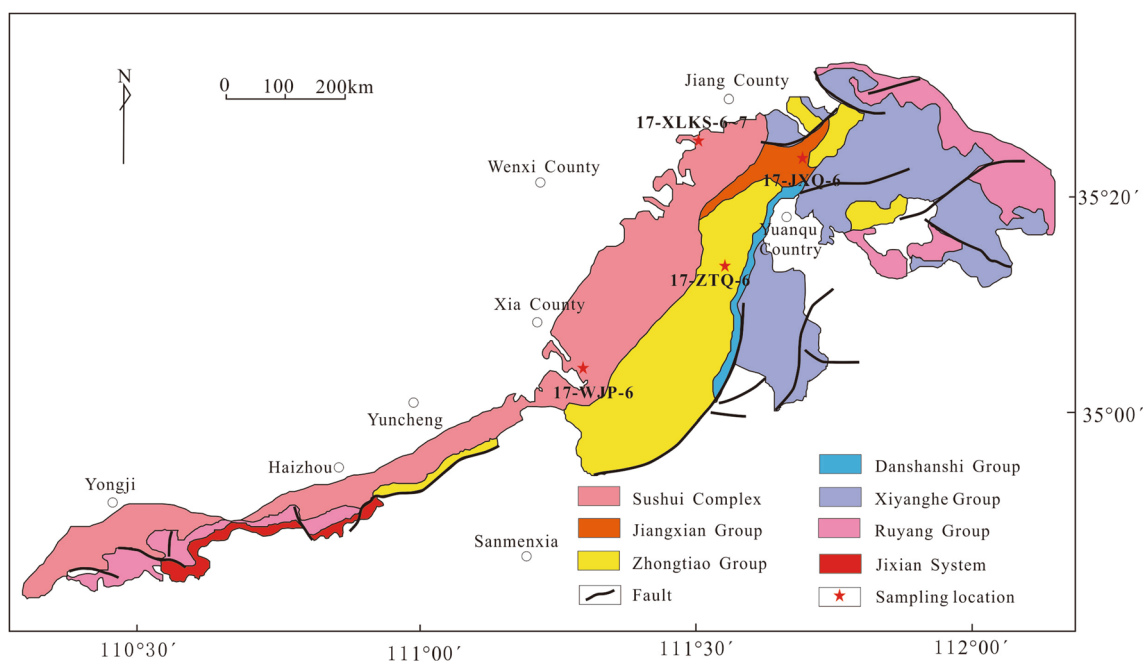 N
0 100 200km
Jiang County
17-XLKS-6~7
Wenxi County
17-JXQ-6
35°20′
Yuanqu
Country
17-ZTQ-6
Xia County
17-WJP-6
Yuncheng
35°00′
Haizhou
Yongji
Sanmenxia
Sushui Complex
Jiangxian Group
Zhongtiao Group
Fault
Danshanshi Group
Xiyanghe Group
Ruyang Group
Jixian System
Sampling location
110°30′
111°00′
111°30′
112°00′